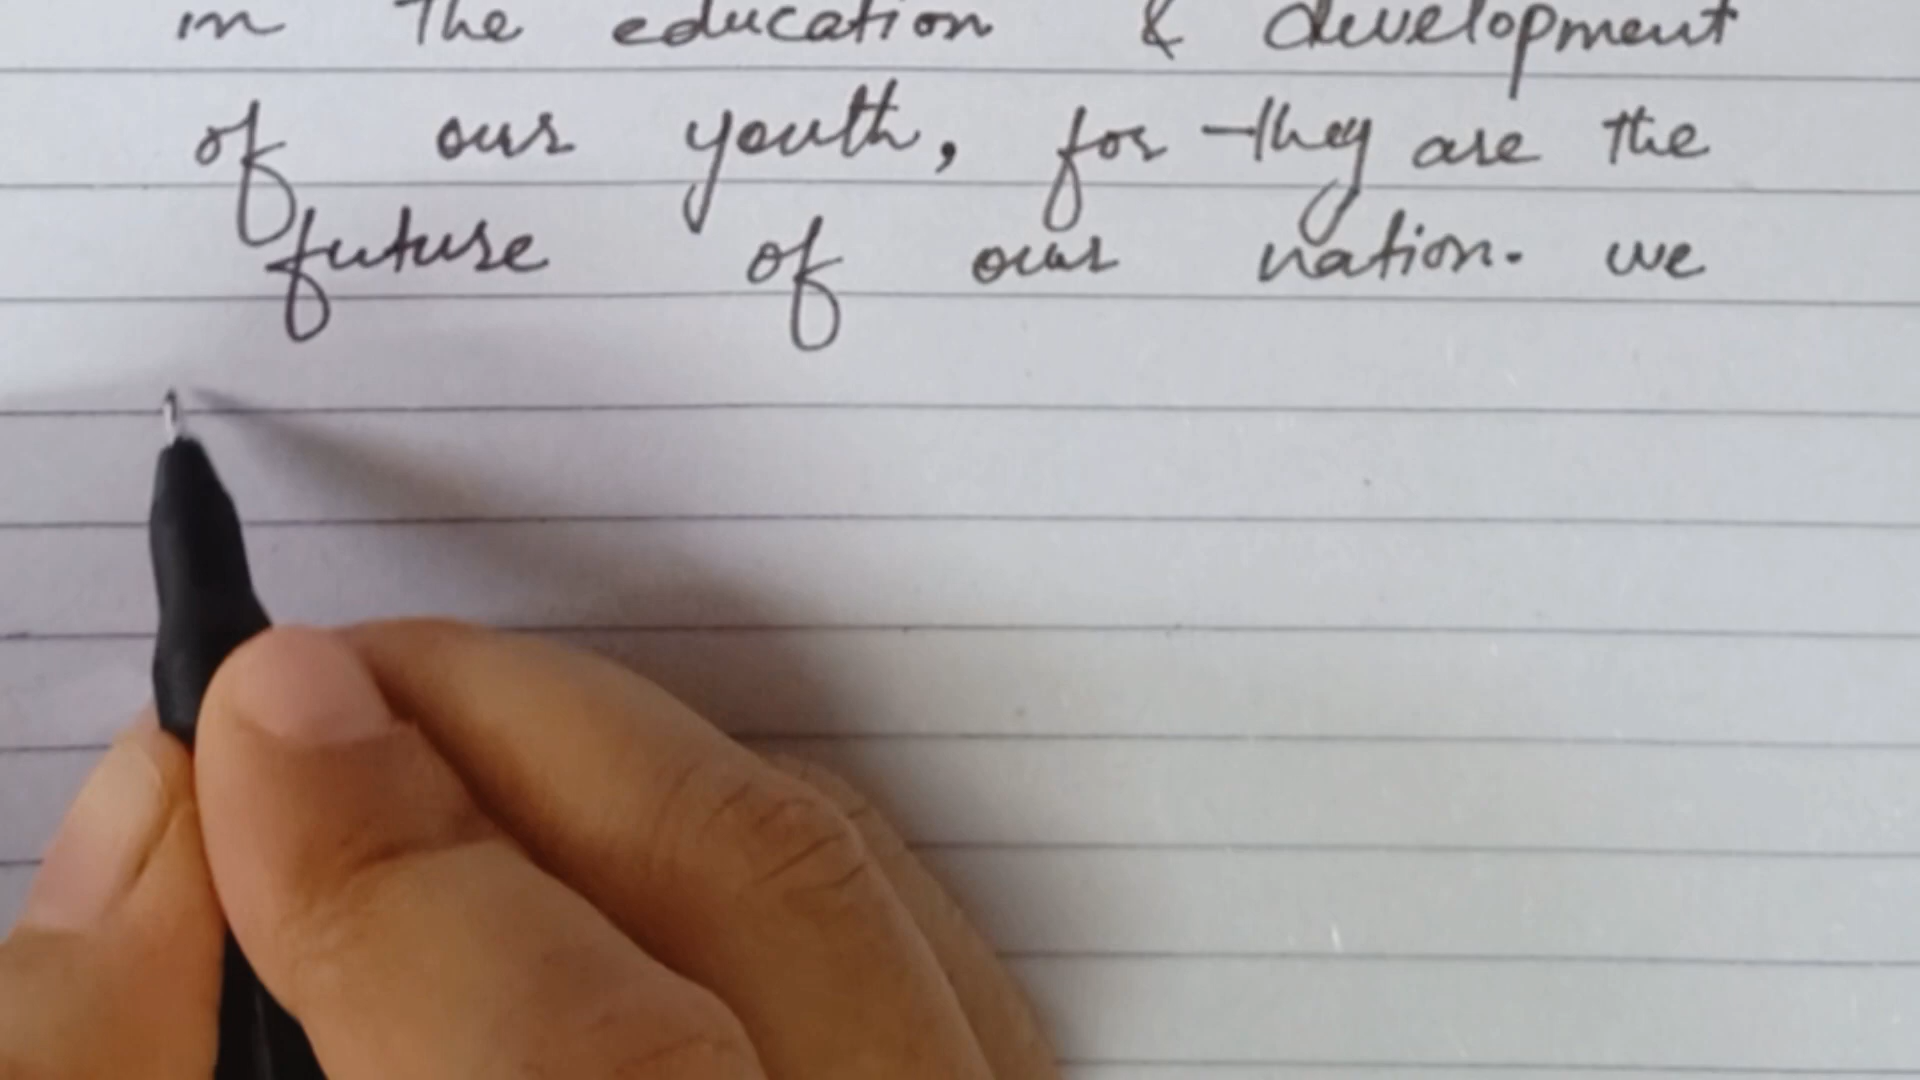 in the education & development
of our youth, for they are the
future of our nation. we